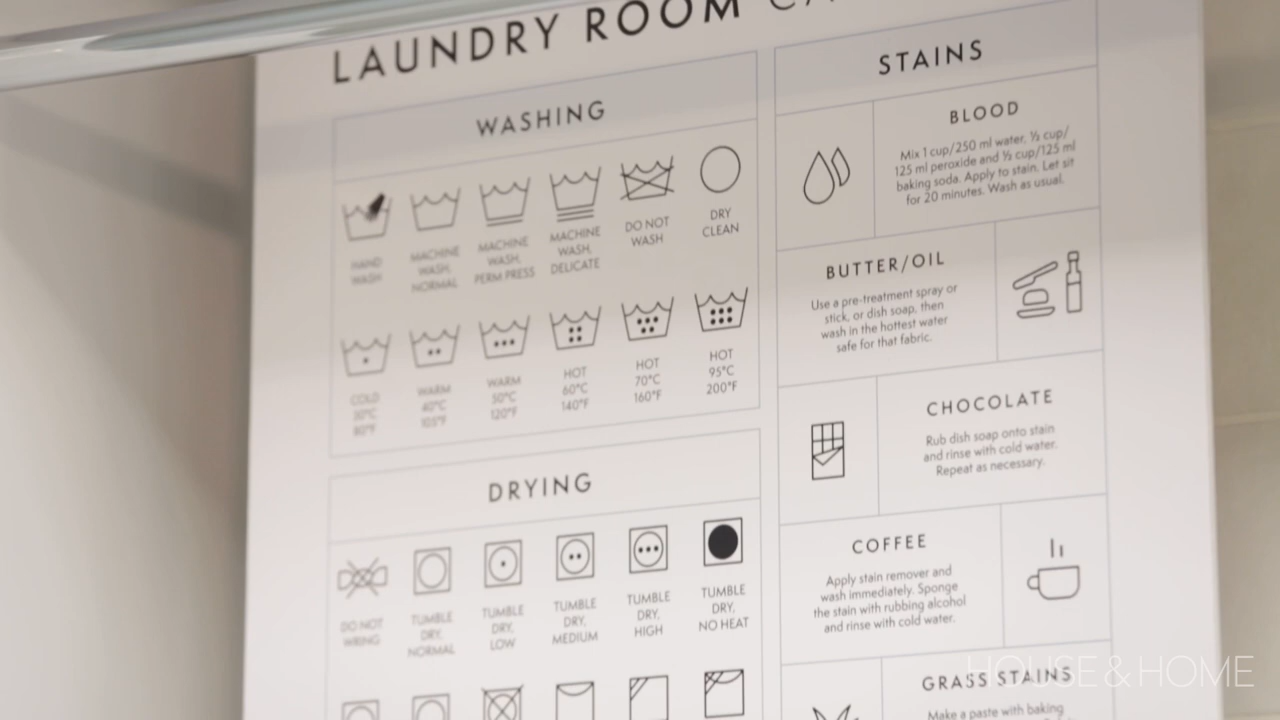 LAUNDRY ROOM
WASHING
HAND
WASH
MACHINE
WASH,
NORMAL
MACHINE
WASH,
PERM PRESS
MACHINE
WASH,
DELICATE
DO NOT
WASH
DRY
CLEAN
COLD
30°C
80°F
WARM
40°C
105°F
WARM
50°C
120°F
HOT
60°C
140°F
HOT
70°C
160°F
HOT
95°C
200°F
DRYING
DO NOT
WRING
TUMBLE
DRY,
NORMAL
TUMBLE
DRY,
LOW
TUMBLE
DRY,
MEDIUM
TUMBLE
DRY,
HIGH
TUMBLE
DRY,
NO HEAT
STAINS
BLOOD
Mix 1 cup/250 ml water, ½ cup/
125 ml peroxide and ½ cup/125 ml
baking soda. Apply to stain. Let sit
for 20 minutes. Wash as usual.
BUTTER/OIL
Use a pre-treatment spray or
stick, or dish soap, then
wash in the hottest water
safe for that fabric.
CHOCOLATE
Rub dish soap onto stain
and rinse with cold water.
Repeat as necessary.
COFFEE
Apply stain remover and
wash immediately. Sponge
the stain with rubbing alcohol
and rinse with cold water.
GRASS STAINS
Make a paste with baking
HOUSE & HOME